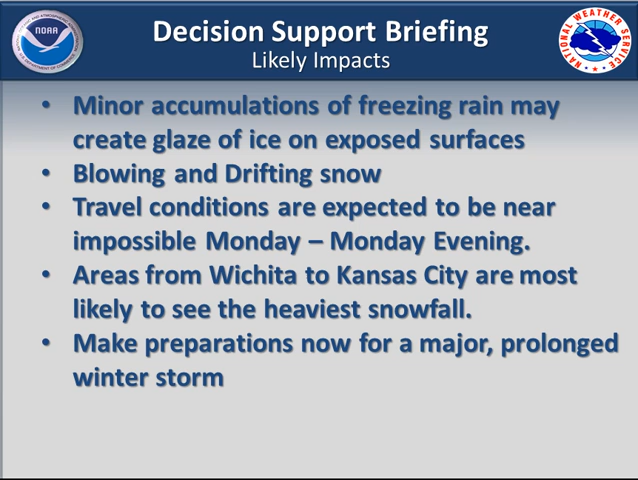 NOAA
Decision Support Briefing
Likely Impacts
NATIONAL WEATHER SERVICE
• Minor accumulations of freezing rain may
create glaze of ice on exposed surfaces
• Blowing and Drifting snow
• Travel conditions are expected to be near
impossible Monday – Monday Evening.
• Areas from Wichita to Kansas City are most
likely to see the heaviest snowfall.
• Make preparations now for a major, prolonged
winter storm